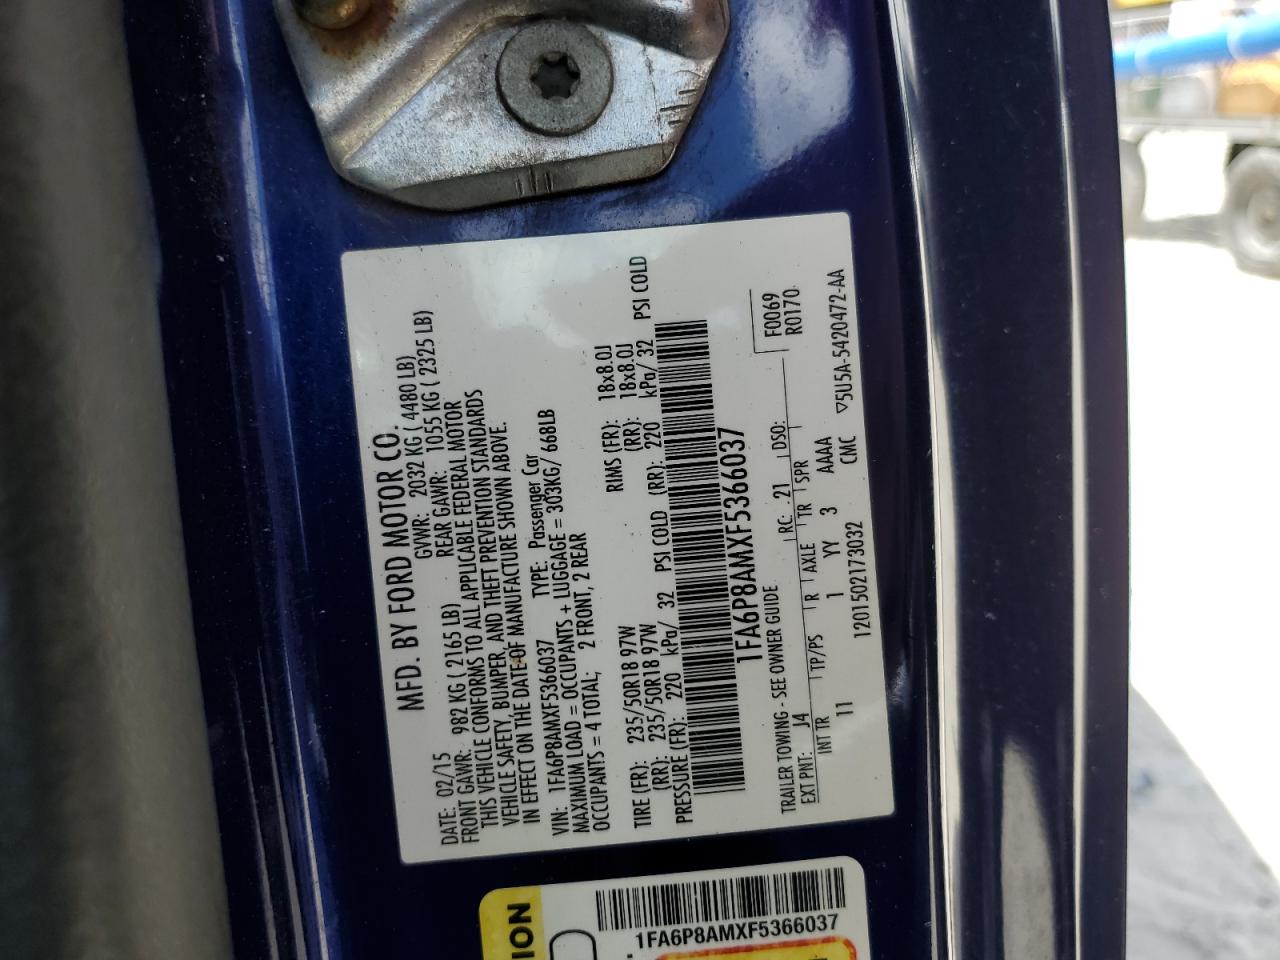 MFD. BY FORD MOTOR CO.
DATE: 02/15 GVWR: 2032 KG ( 4480 LB)
FRONT GAWR: 982 KG ( 2165 LB) REAR GAWR: 1055 KG ( 2325 LB)
THIS VEHICLE CONFORMS TO ALL APPLICABLE FEDERAL MOTOR
VEHICLE SAFETY, BUMPER, AND THEFT PREVENTION STANDARDS
IN EFFECT ON THE DATE OF MANUFACTURE SHOWN ABOVE.
VIN: 1FA6P8AMXF5366037 TYPE: Passenger Car
MAXIMUM LOAD = OCCUPANTS + LUGGAGE = 303KG/ 668LB
OCCUPANTS = 4 TOTAL; 2 FRONT, 2 REAR
TIRE (FR): 235/50R18 97W RIMS (FR): 18x8.0J
(RR): 235/50R18 97W (RR): 18x8.0J
PRESSURE (FR): 220 kPa/ 32 PSI COLD (RR): 220 kPa/ 32 PSI COLD
1FA6P8AMXF5366037
F0069
R0170
TRAILER TOWING - SEE OWNER GUIDE
EXT PNT: J4 RC: 21 DSO:
INT TR TP/PS R AXLE TR SPR
11 1 YY 3 AAAA
1201502173032 CMC ▽5U5A-5420472-AA
ION
1FA6P8AMXF5366037